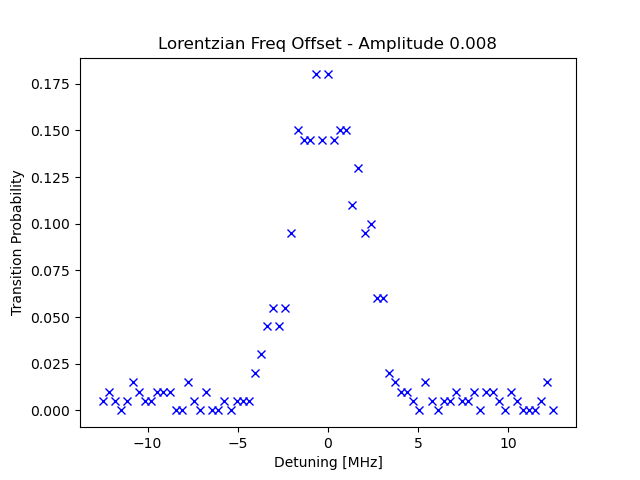 Lorentzian Freq Offset - Amplitude 0.008
Transition Probability
0.175
0.150
0.125
0.100
0.075
0.050
0.025
0.000
−10 −5 0 5 10
Detuning [MHz]